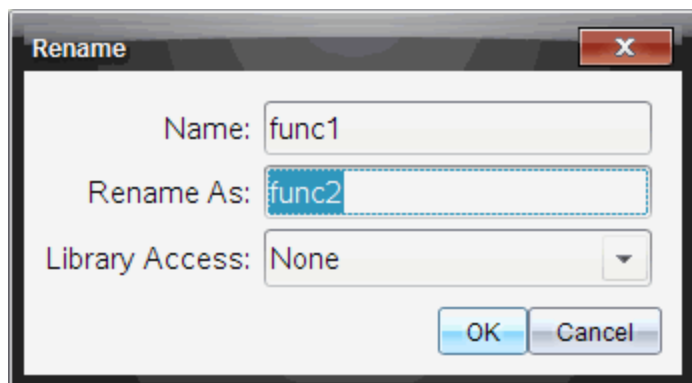 Rename
Name: func1
Rename As: func2
Library Access: None
OK Cancel